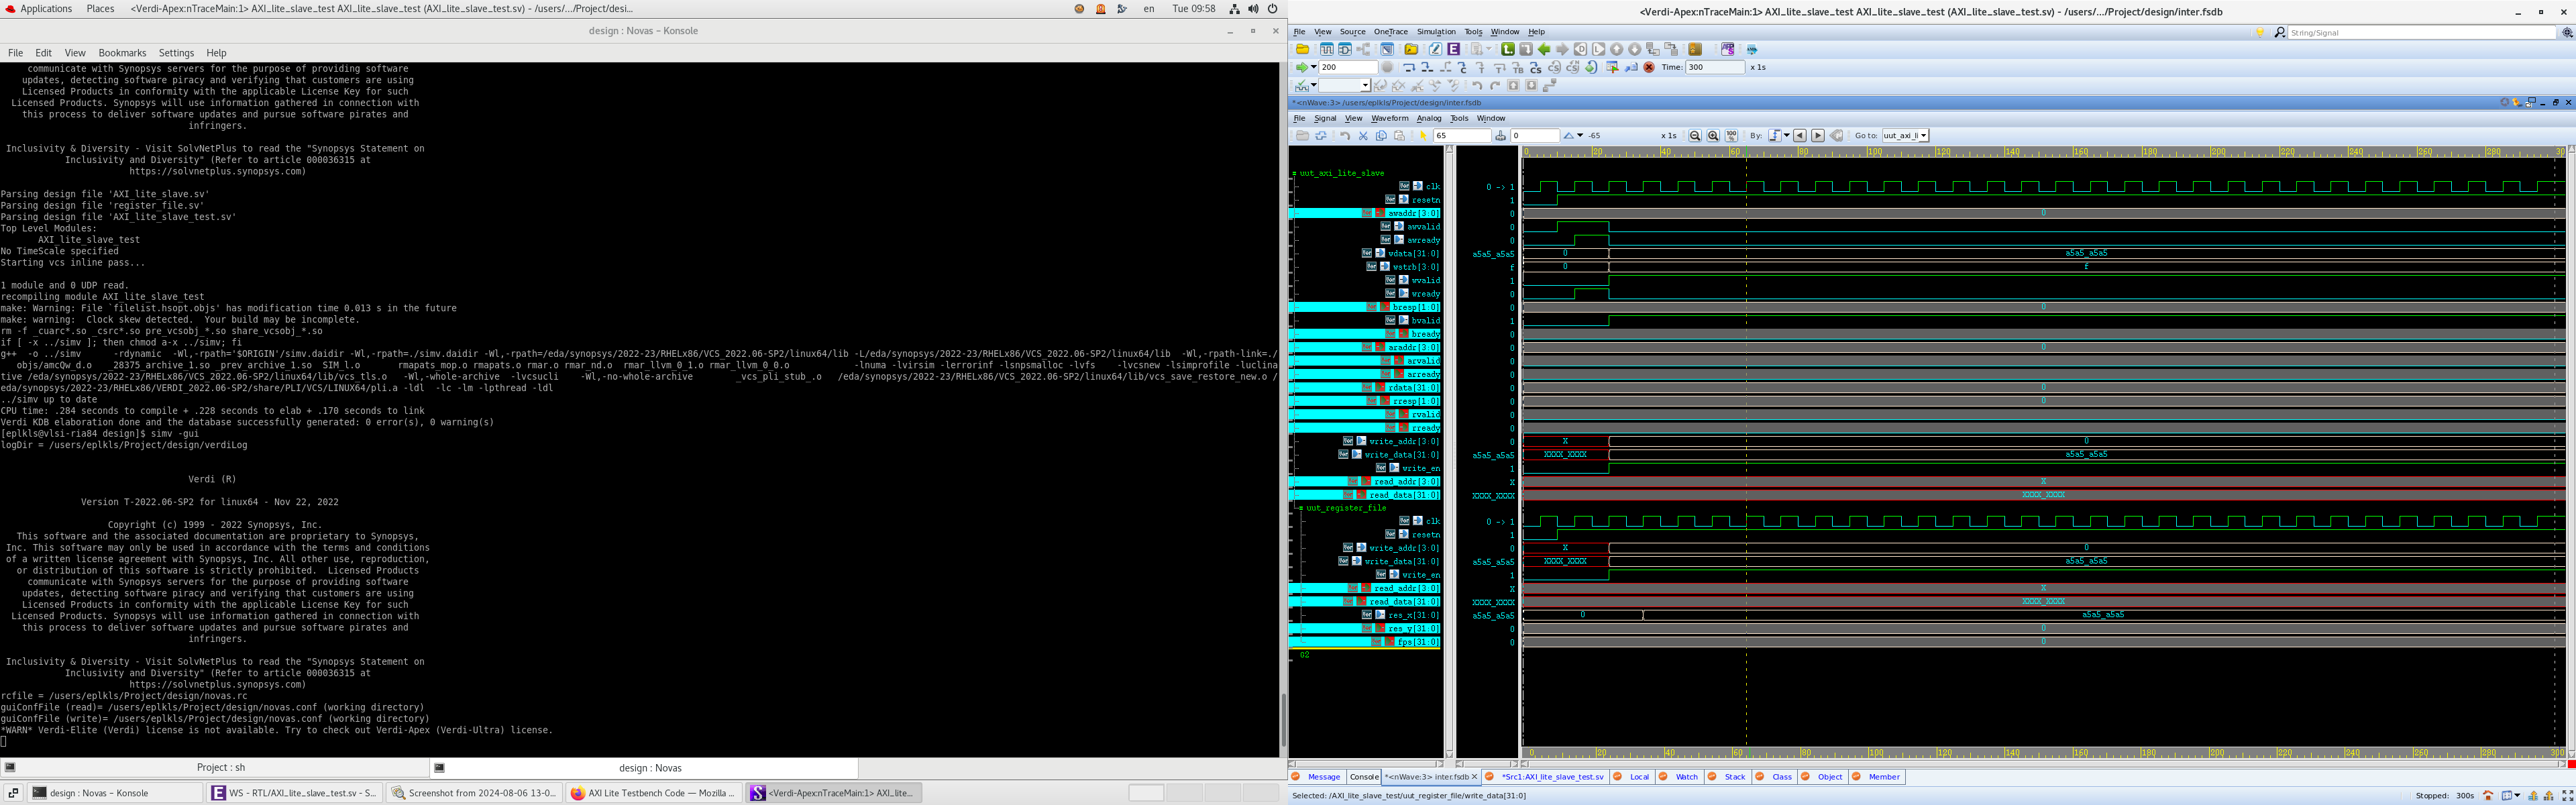 Applications Places <Verdi-Apex:nTraceMain:1> AXI_lite_slave_test AXI_lite_slave_test (AXI_lite_slave_test.sv) - /users/.../Project/desi... en Tue 09:58
design : Novas – Konsole
File Edit View Bookmarks Settings Help
communicate with Synopsys servers for the purpose of providing software
updates, detecting software piracy and verifying that customers are using
Licensed Products in conformity with the applicable License Key for such
Licensed Products. Synopsys will use information gathered in connection with
this process to deliver software updates and pursue software pirates and
infringers.
Inclusivity & Diversity - Visit SolvNetPlus to read the "Synopsys Statement on
Inclusivity and Diversity" (Refer to article 000036315 at
https://solvnetplus.synopsys.com)
Parsing design file 'AXI_lite_slave.sv'
Parsing design file 'register_file.sv'
Parsing design file 'AXI_lite_slave_test.sv'
Top Level Modules:
AXI_lite_slave_test
No TimeScale specified
Starting vcs inline pass...
1 module and 0 UDP read.
recompiling module AXI_lite_slave_test
make: Warning: File `filelist.hsopt.objs' has modification time 0.013 s in the future
make: warning:  Clock skew detected.  Your build may be incomplete.
rm -f _cuarc*.so _csrc*.so pre_vcsobj_*.so share_vcsobj_*.so
if [ -x ../simv ]; then chmod a-x ../simv; fi
g++ -o ../simv -rdynamic -Wl,-rpath='$ORIGIN'/simv.daidir -Wl,-rpath=./simv.daidir -Wl,-rpath=/eda/synopsys/2022-23/RHELx86/VCS_2022.06-SP2/linux64/lib -L/eda/synopsys/2022-23/RHELx86/VCS_2022.06-SP2/linux64/lib -Wl,-rpath-link=./
objs/amcQw_d.o _28375_archive_1.so _prev_archive_1.so SIM_l.o rmapats_mop.o rmapats.o rmar.o rmar_nd.o rmar_llvm_0_1.o rmar_llvm_0_0.o -lnuma -lvirsim -lerrorinf -lsnpsmalloc -lvfs -lvcsnew -lsimprofile -luclina
tive /eda/synopsys/2022-23/RHELx86/VCS_2022.06-SP2/linux64/lib/vcs_tls.o -Wl,-whole-archive -lvcsucli -Wl,-no-whole-archive _vcs_pli_stub_.o /eda/synopsys/2022-23/RHELx86/VCS_2022.06-SP2/linux64/lib/vcs_save_restore_new.o /
eda/synopsys/2022-23/RHELx86/VERDI_2022.06-SP2/share/PLI/VCS/LINUX64/pli.a -ldl -lc -lm -lpthread -ldl
../simv up to date
CPU time: .284 seconds to compile + .228 seconds to elab + .170 seconds to link
Verdi KDB elaboration done and the database successfully generated: 0 error(s), 0 warning(s)
[eplkls@vlsi-ria84 design]$ simv -gui
logDir = /users/eplkls/Project/design/verdiLog
Verdi (R)
Version T-2022.06-SP2 for linux64 - Nov 22, 2022
Copyright (c) 1999 - 2022 Synopsys, Inc.
This software and the associated documentation are proprietary to Synopsys,
Inc. This software may only be used in accordance with the terms and conditions
of a written license agreement with Synopsys, Inc. All other use, reproduction,
or distribution of this software is strictly prohibited.  Licensed Products
communicate with Synopsys servers for the purpose of providing software
updates, detecting software piracy and verifying that customers are using
Licensed Products in conformity with the applicable License Key for such
Licensed Products. Synopsys will use information gathered in connection with
this process to deliver software updates and pursue software pirates and
infringers.
Inclusivity & Diversity - Visit SolvNetPlus to read the "Synopsys Statement on
Inclusivity and Diversity" (Refer to article 000036315 at
https://solvnetplus.synopsys.com)
rcfile = /users/eplkls/Project/design/novas.rc
guiConfFile (read)= /users/eplkls/Project/design/novas.conf (working directory)
guiConfFile (write)= /users/eplkls/Project/design/novas.conf (working directory)
*WARN* Verdi-Elite (Verdi) license is not available. Try to check out Verdi-Apex (Verdi-Ultra) license.
Project : sh design : Novas
design : Novas – Konsole WS - RTL/AXI_lite_slave_test.sv - S... Screenshot from 2024-08-06 13-0... AXI Lite Testbench Code — Mozilla ... <Verdi-Apex:nTraceMain:1> AXI_lite...
<Verdi-Apex:nTraceMain:1> AXI_lite_slave_test AXI_lite_slave_test (AXI_lite_slave_test.sv) - /users/.../Project/design/inter.fsdb
File View Source OneTrace Simulation Tools Window Help String/Signal
200 Time: 300 x 1s
*<nWave:3> /users/eplkls/Project/design/inter.fsdb
File Signal View Waveform Analog Tools Window
65 0 -65 x 1s By: Go to: uut_axi_li
0 20 40 60 80 100 120 140 160 180 200 220 240 260 280 30
uut_axi_lite_slave
clk 0 -> 1
resetn 1
awaddr[3:0] 0 0
awvalid 0
awready 0
wdata[31:0] a5a5_a5a5 0 a5a5_a5a5
wstrb[3:0] f 0 f
wvalid 1
wready 0
bresp[1:0] 0 0
bvalid 1
bready 0
araddr[3:0] 0 0
arvalid 0
arready 0
rdata[31:0] 0 0
rresp[1:0] 0 0
rvalid 0
rready 0
write_addr[3:0] 0 X 0
write_data[31:0] a5a5_a5a5 XXXX_XXXX a5a5_a5a5
write_en 1
read_addr[3:0] X X
read_data[31:0] XXXX_XXXX XXXX_XXXX
uut_register_file
clk 0 -> 1
resetn 1
write_addr[3:0] 0 X 0
write_data[31:0] a5a5_a5a5 XXXX_XXXX a5a5_a5a5
write_en 1
read_addr[3:0] X X
read_data[31:0] XXXX_XXXX XXXX_XXXX
res_x[31:0] a5a5_a5a5 0 a5a5_a5a5
res_y[31:0] 0 0
fps[31:0] 0 0
G2
0 20 40 60 80 100 120 140 160 180 200 220 240 260 280 300
Message Console *<nWave:3> inter.fsdb *Src1:AXI_lite_slave_test.sv Local Watch Stack Class Object Member
Selected: /AXI_lite_slave_test/uut_register_file/write_data[31:0] Stopped: 300s